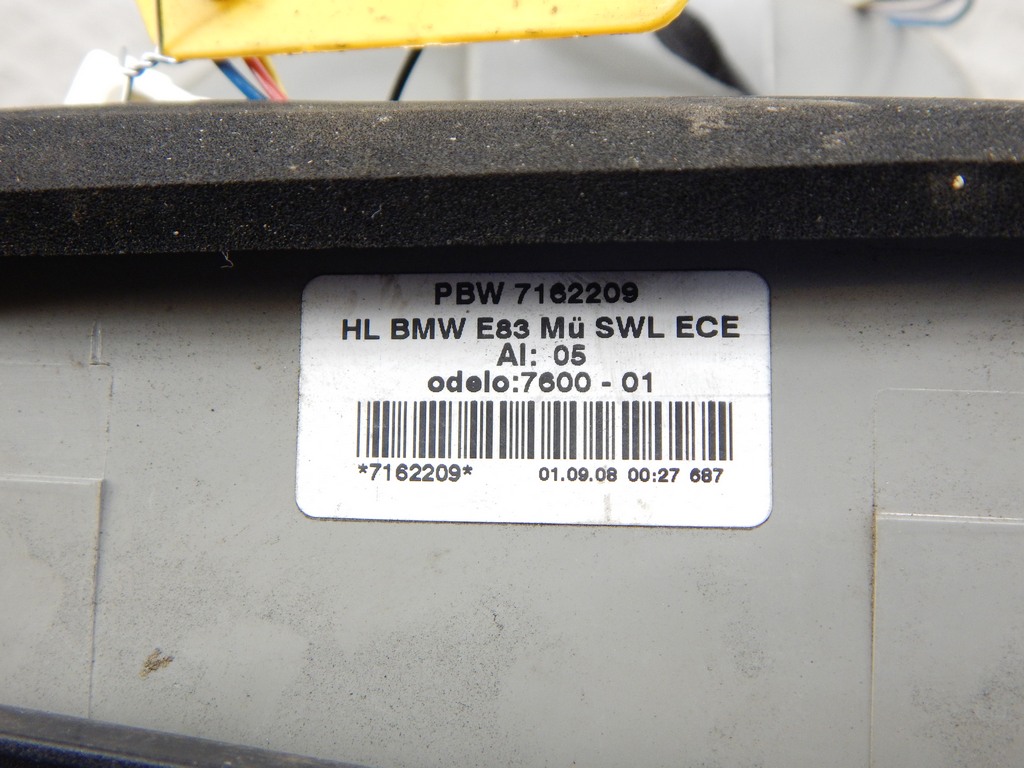 PBW 7162209
HL BMW E83 Mü SWL ECE
AI: 05
odelo:7600 - 01
*7162209* 01.09.08 00:27 687